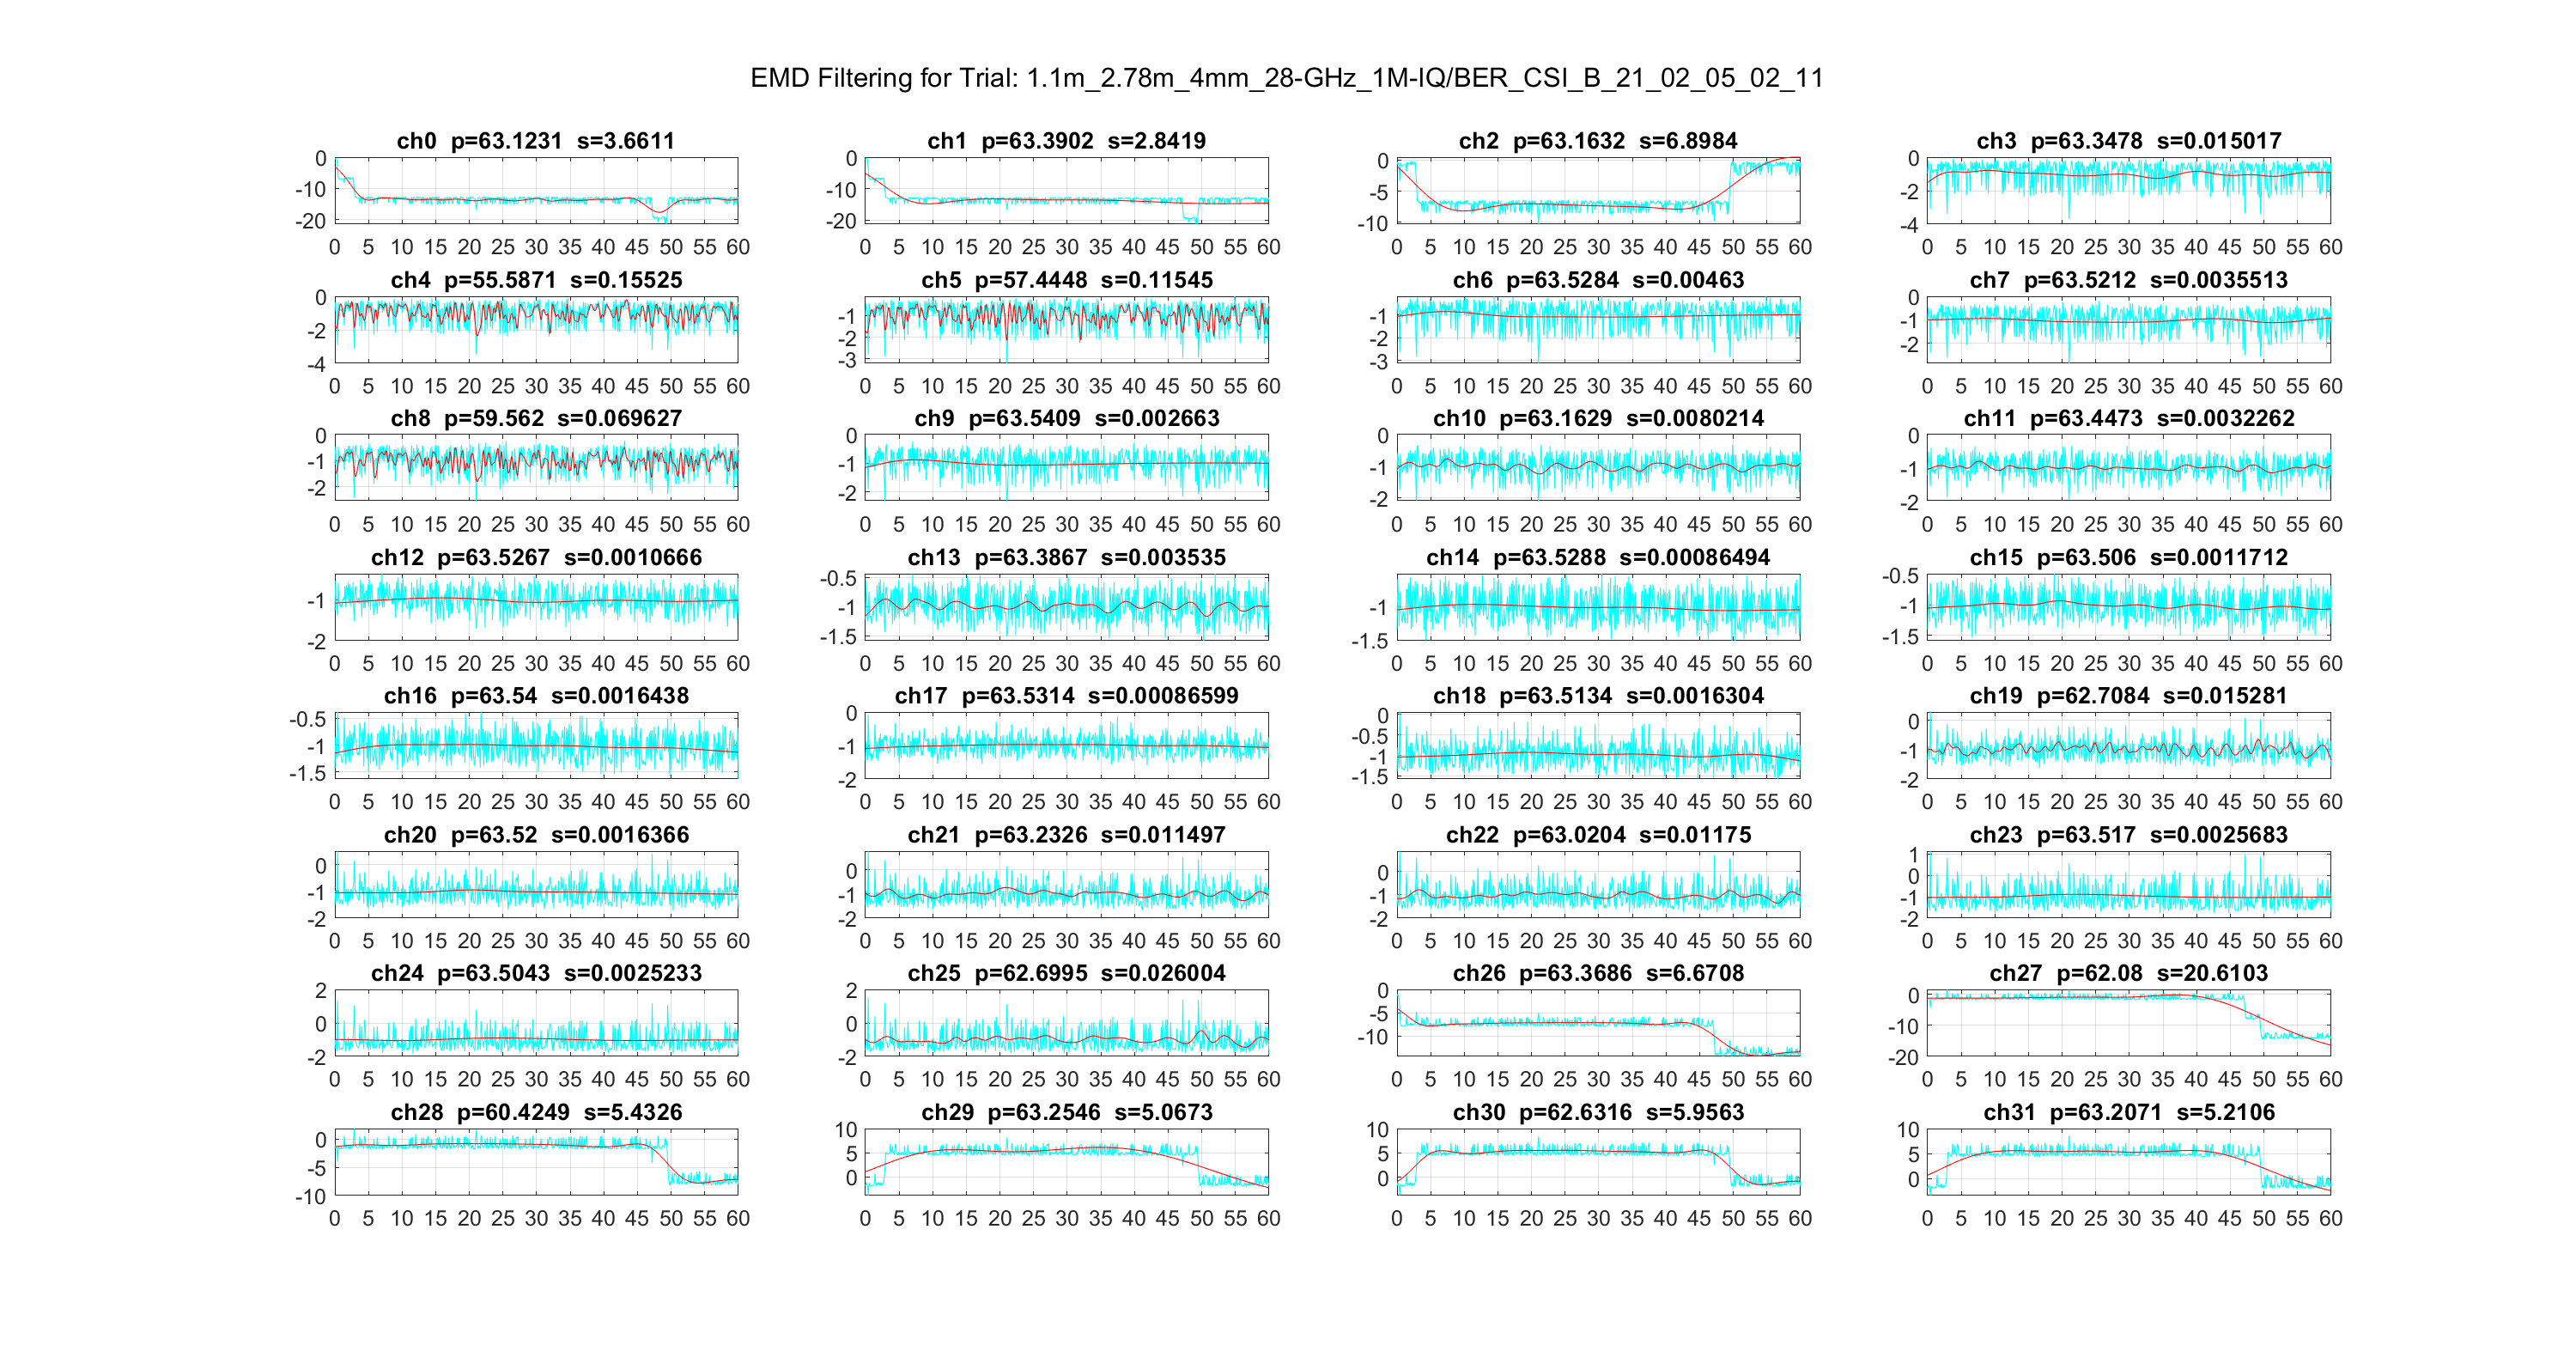 EMD Filtering for Trial: 1.1m_2.78m_4mm_28-GHz_1M-IQ/BER_CSI_B_21_02_05_02_11
ch0 p=63.1231 s=3.6611
0
-10
-20
0 5 10 15 20 25 30 35 40 45 50 55 60
ch1 p=63.3902 s=2.8419
0
-10
-20
0 5 10 15 20 25 30 35 40 45 50 55 60
ch2 p=63.1632 s=6.8984
0
-5
-10
0 5 10 15 20 25 30 35 40 45 50 55 60
ch3 p=63.3478 s=0.015017
0
-2
-4
0 5 10 15 20 25 30 35 40 45 50 55 60
ch4 p=55.5871 s=0.15525
0
-2
-4
0 5 10 15 20 25 30 35 40 45 50 55 60
ch5 p=57.4448 s=0.11545
-1
-2
-3
0 5 10 15 20 25 30 35 40 45 50 55 60
ch6 p=63.5284 s=0.00463
-1
-2
-3
0 5 10 15 20 25 30 35 40 45 50 55 60
ch7 p=63.5212 s=0.0035513
0
-1
-2
0 5 10 15 20 25 30 35 40 45 50 55 60
ch8 p=59.562 s=0.069627
0
-1
-2
0 5 10 15 20 25 30 35 40 45 50 55 60
ch9 p=63.5409 s=0.002663
0
-1
-2
0 5 10 15 20 25 30 35 40 45 50 55 60
ch10 p=63.1629 s=0.0080214
0
-1
-2
0 5 10 15 20 25 30 35 40 45 50 55 60
ch11 p=63.4473 s=0.0032262
0
-1
-2
0 5 10 15 20 25 30 35 40 45 50 55 60
ch12 p=63.5267 s=0.0010666
-1
-2
0 5 10 15 20 25 30 35 40 45 50 55 60
ch13 p=63.3867 s=0.003535
-0.5
-1
-1.5
0 5 10 15 20 25 30 35 40 45 50 55 60
ch14 p=63.5288 s=0.00086494
-1
-1.5
0 5 10 15 20 25 30 35 40 45 50 55 60
ch15 p=63.506 s=0.0011712
-0.5
-1
-1.5
0 5 10 15 20 25 30 35 40 45 50 55 60
ch16 p=63.54 s=0.0016438
-0.5
-1
-1.5
0 5 10 15 20 25 30 35 40 45 50 55 60
ch17 p=63.5314 s=0.00086599
0
-1
-2
0 5 10 15 20 25 30 35 40 45 50 55 60
ch18 p=63.5134 s=0.0016304
0
-0.5
-1
-1.5
0 5 10 15 20 25 30 35 40 45 50 55 60
ch19 p=62.7084 s=0.015281
0
-1
-2
0 5 10 15 20 25 30 35 40 45 50 55 60
ch20 p=63.52 s=0.0016366
0
-1
-2
0 5 10 15 20 25 30 35 40 45 50 55 60
ch21 p=63.2326 s=0.011497
0
-1
-2
0 5 10 15 20 25 30 35 40 45 50 55 60
ch22 p=63.0204 s=0.01175
0
-1
-2
0 5 10 15 20 25 30 35 40 45 50 55 60
ch23 p=63.517 s=0.0025683
1
0
-1
-2
0 5 10 15 20 25 30 35 40 45 50 55 60
ch24 p=63.5043 s=0.0025233
2
0
-2
0 5 10 15 20 25 30 35 40 45 50 55 60
ch25 p=62.6995 s=0.026004
2
0
-2
0 5 10 15 20 25 30 35 40 45 50 55 60
ch26 p=63.3686 s=6.6708
0
-5
-10
0 5 10 15 20 25 30 35 40 45 50 55 60
ch27 p=62.08 s=20.6103
0
-10
-20
0 5 10 15 20 25 30 35 40 45 50 55 60
ch28 p=60.4249 s=5.4326
0
-5
-10
0 5 10 15 20 25 30 35 40 45 50 55 60
ch29 p=63.2546 s=5.0673
10
5
0
0 5 10 15 20 25 30 35 40 45 50 55 60
ch30 p=62.6316 s=5.9563
10
5
0
0 5 10 15 20 25 30 35 40 45 50 55 60
ch31 p=63.2071 s=5.2106
10
5
0
0 5 10 15 20 25 30 35 40 45 50 55 60